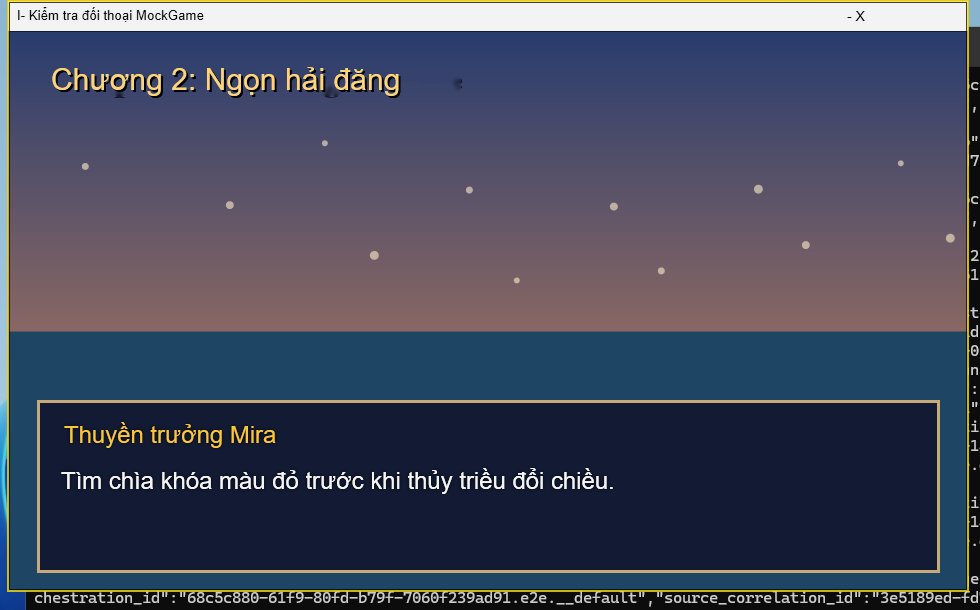 I- Kiểm tra đối thoại MockGame
- X
Chương 2: Ngọn hải đăng
Thuyền trưởng Mira
Tìm chìa khóa màu đỏ trước khi thủy triều đổi chiều.
chestration_id":"68c5c880-61f9-80fd-b79f-7060f239ad91.e2e.__default","source_correlation_id":"3e5189ed-f